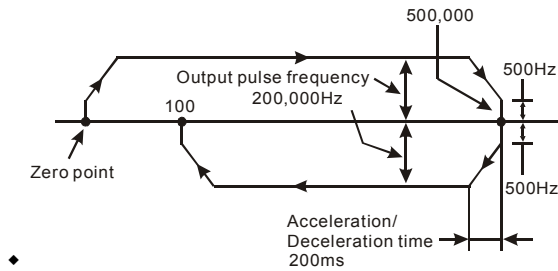 500,000
500Hz
Output pulse frequency
200,000Hz
100
Zero point
500Hz
Acceleration/
Deceleration time
200ms